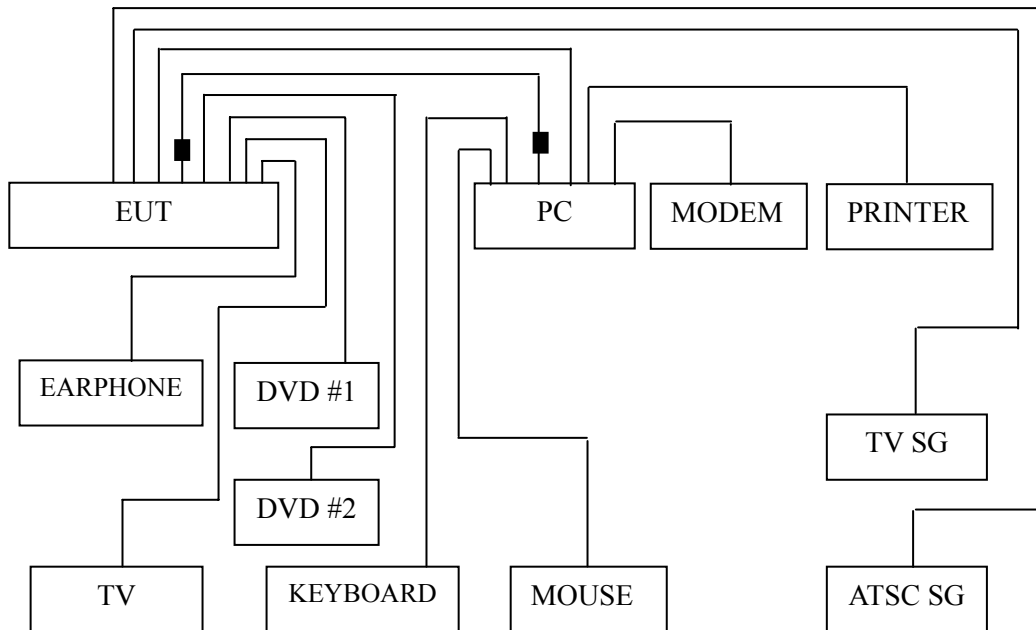 EUT
PC
MODEM
PRINTER
EARPHONE
DVD #1
TV SG
DVD #2
TV
KEYBOARD
MOUSE
ATSC SG